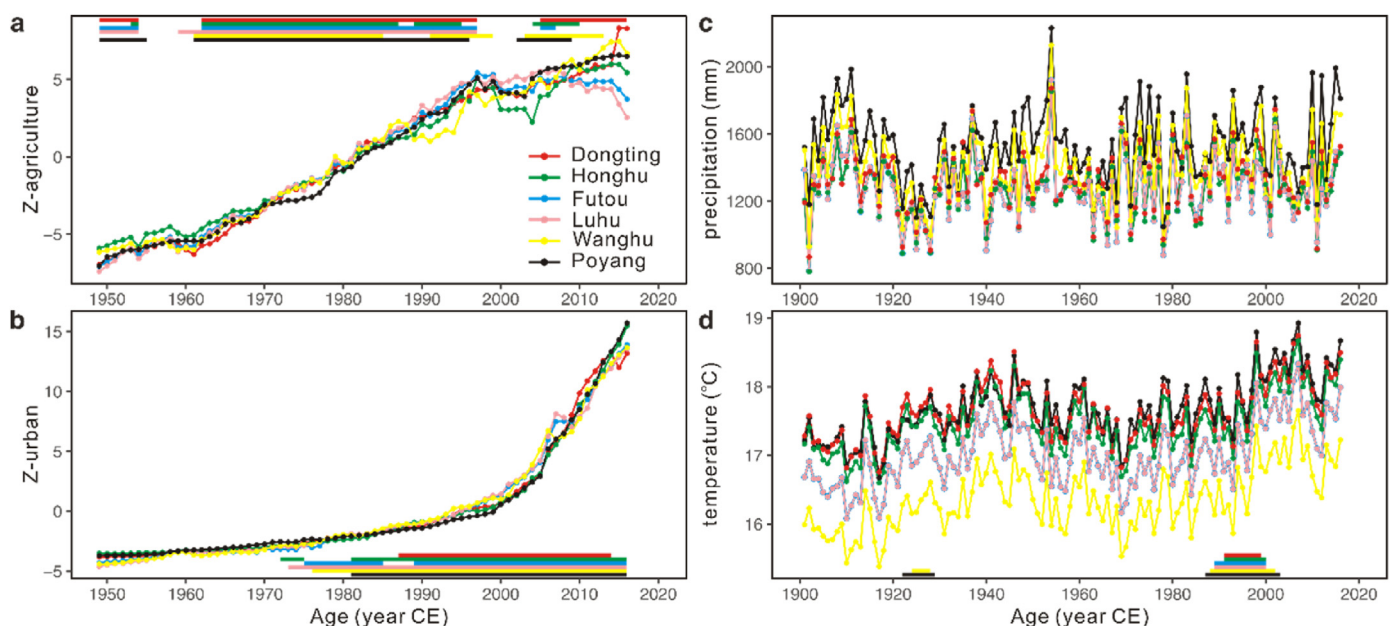 a
Z-agriculture
5
0
−5
Dongting
Honghu
Futou
Luhu
Wanghu
Poyang
1950 1960 1970 1980 1990 2000 2010 2020
b
Z-urban
15
10
5
0
−5
1950 1960 1970 1980 1990 2000 2010 2020
Age (year CE)
c
precipitation (mm)
2000
1600
1200
800
1900 1920 1940 1960 1980 2000 2020
d
temperature (°C)
19
18
17
16
1900 1920 1940 1960 1980 2000 2020
Age (year CE)